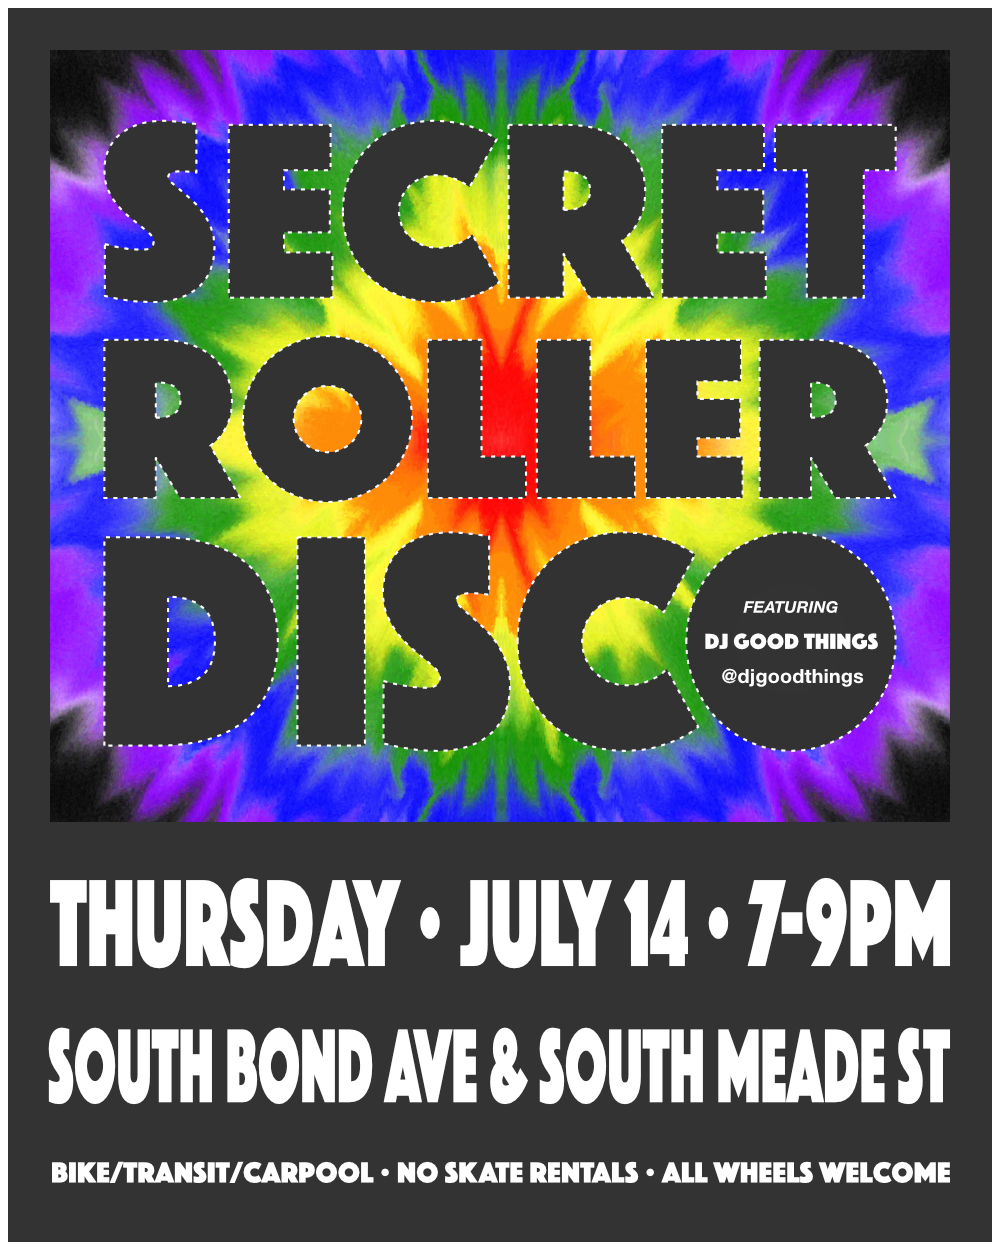 SECRET
ROLLER
DISCO
FEATURING
DJ GOOD THINGS
@djgoodthings
THURSDAY • JULY 14 • 7-9PM
SOUTH BOND AVE & SOUTH MEADE ST
BIKE/TRANSIT/CARPOOL • NO SKATE RENTALS • ALL WHEELS WELCOME